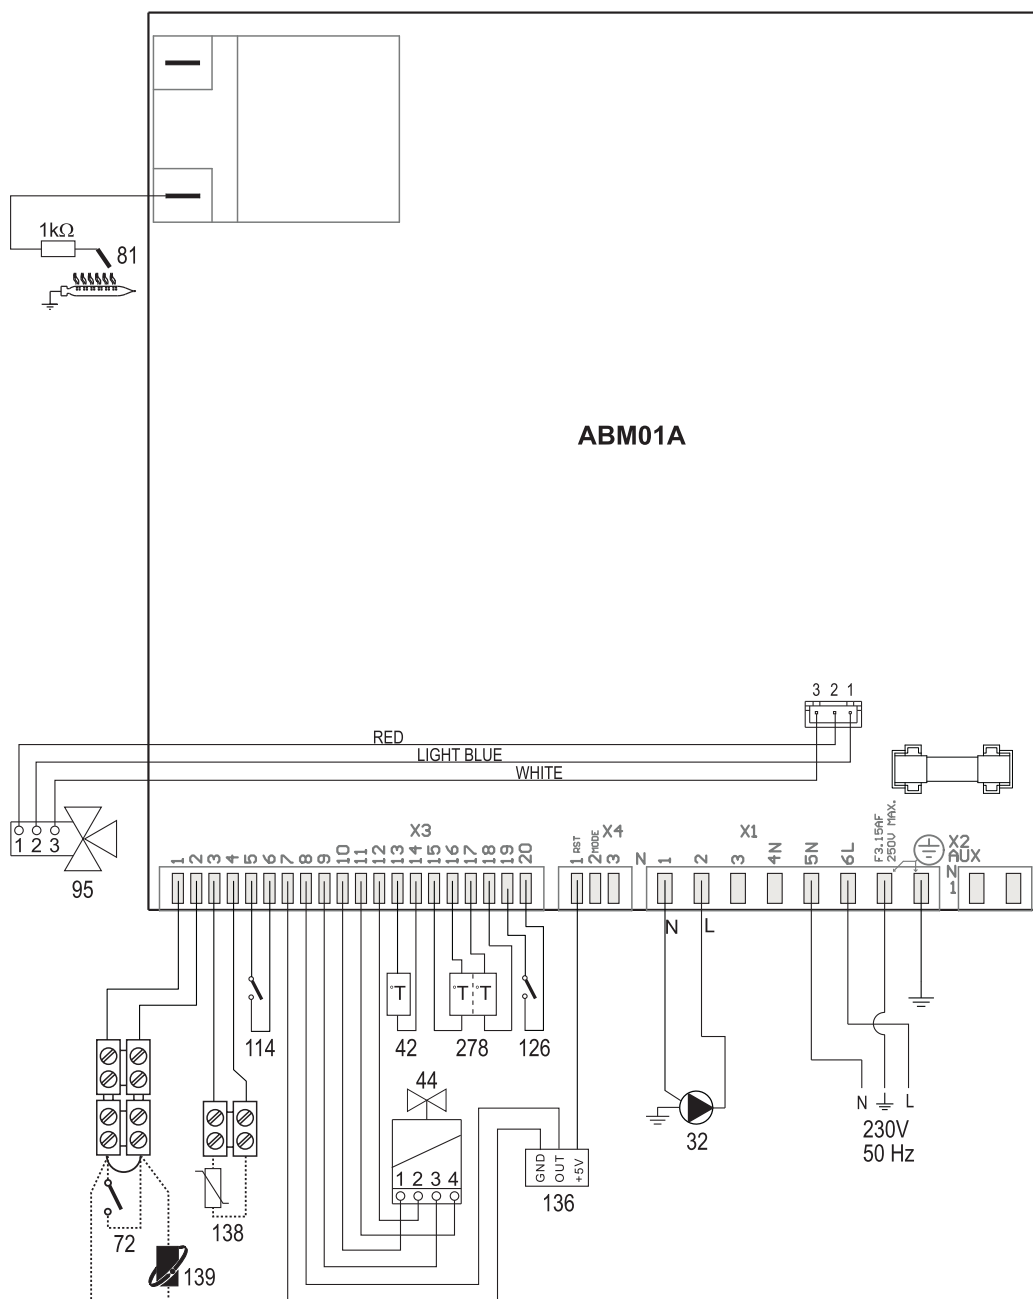 1kΩ
81
ABM01A
3 2 1
RED
LIGHT BLUE
WHITE
1 2 3
95
X3
1 2 3 4 5 6 7 8 9 10 11 12 13 14 15 16 17 18 19 20
X4
1 RST
2 MODE
3
N
X1
1 2 3 4N 5N 6L
F3.15AF
250V MAX.
X2
AUX
N
1
N L
°T
°T °T
114
42
278
126
44
1 2 3 4
GND
OUT
+5V
136
32
N L
230V
50 Hz
72
138
139